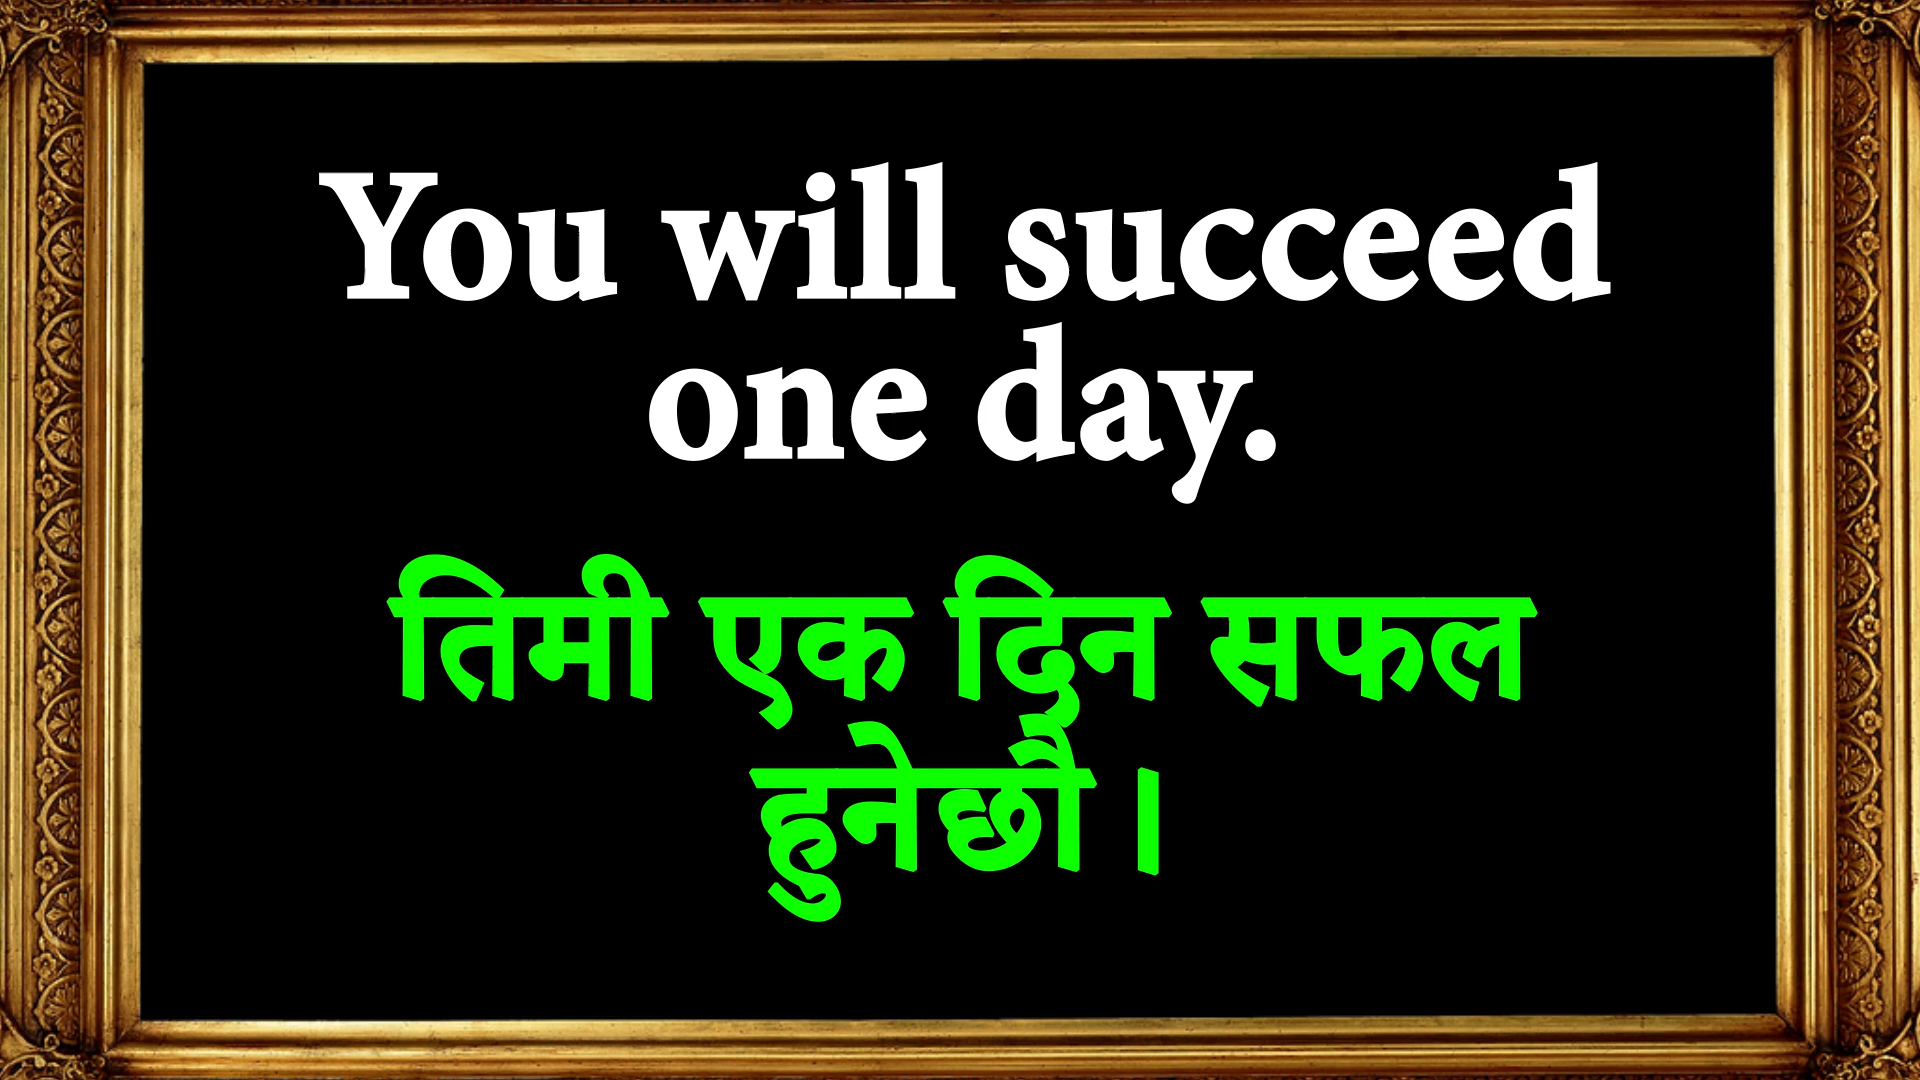 You will succeed
one day.
तिमी एक दिन सफल
हुनेछौ ।